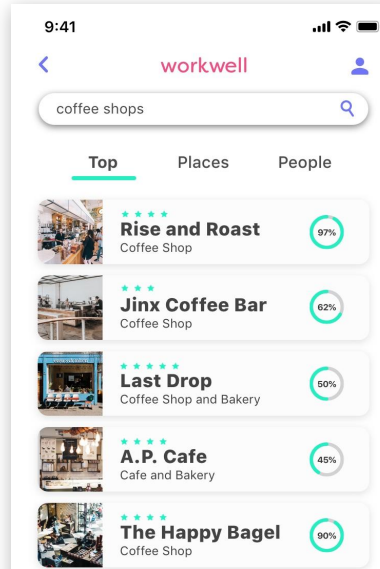 9:41
workwell
coffee shops
Top Places People
Rise and Roast
Coffee Shop
97%
Jinx Coffee Bar
Coffee Shop
62%
Last Drop
Coffee Shop and Bakery
50%
A.P. Cafe
Cafe and Bakery
45%
The Happy Bagel
Coffee Shop
90%